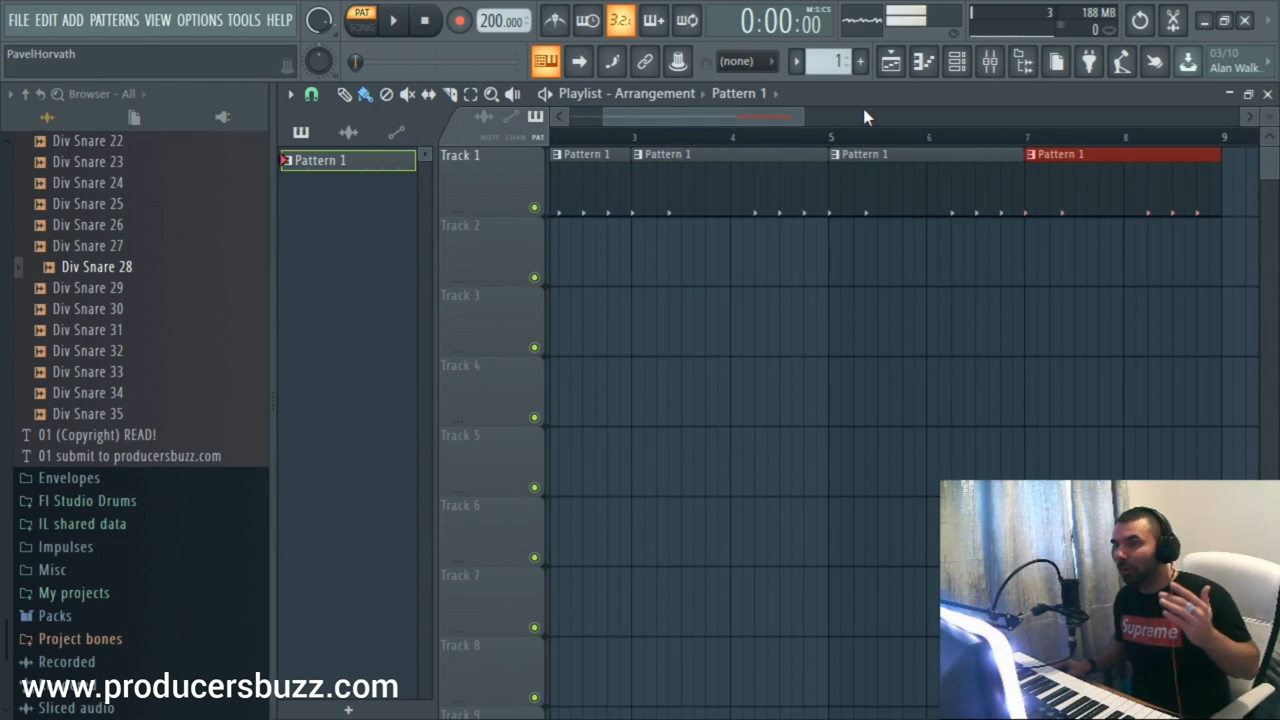 FILE EDIT ADD PATTERNS VIEW OPTIONS TOOLS HELP
PAT
SONG
200.000
3.2:
0:00:00
M:S:CS
3
188 MB
0
PavelHorvath
(none)
1
03/10
Alan Walk..
Browser - All
Playlist - Arrangement › Pattern 1 ›
NOTE CHAN PAT
3 4 5 6 7 8 9
Pattern 1
Track 1
Pattern 1
Pattern 1
Pattern 1
Pattern 1
Track 2
Track 3
Track 4
Track 5
Track 6
Track 7
Track 8
Track 9
Div Snare 22
Div Snare 23
Div Snare 24
Div Snare 25
Div Snare 26
Div Snare 27
Div Snare 28
Div Snare 29
Div Snare 30
Div Snare 31
Div Snare 32
Div Snare 33
Div Snare 34
Div Snare 35
01 (Copyright) READ!
01 submit to producersbuzz.com
Envelopes
Fl Studio Drums
IL shared data
Impulses
Misc
My projects
Packs
Project bones
Recorded
www.producersbuzz.com
Sliced audio
Supreme